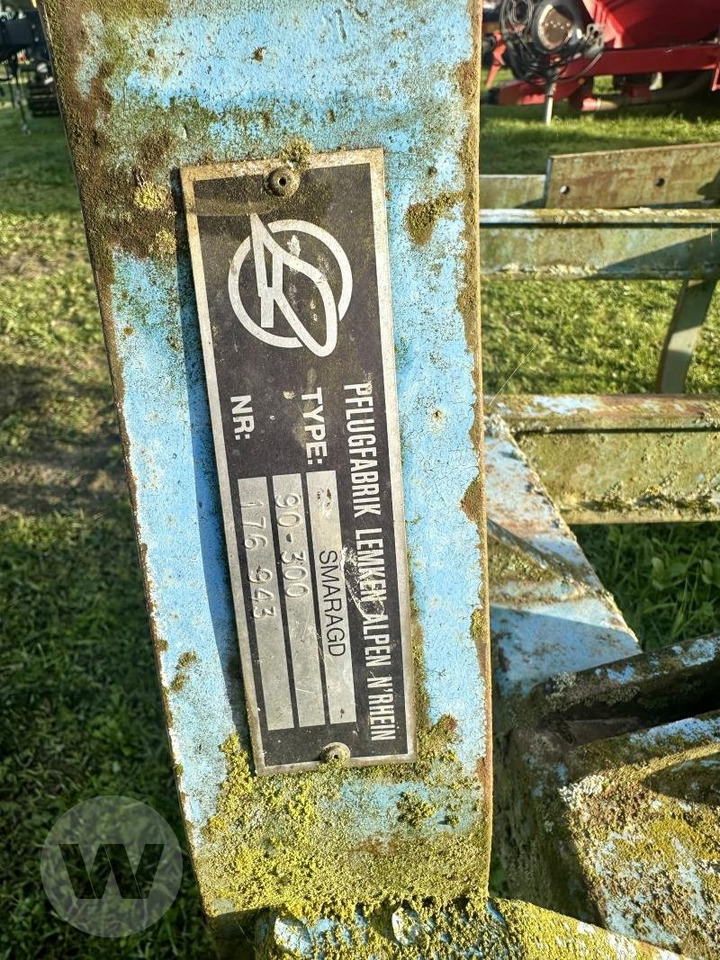 PFLUGFABRIK LEMKEN ALPEN N'RHEIN
TYPE: SMARAGD
90-300 /
NR: 176 943
W